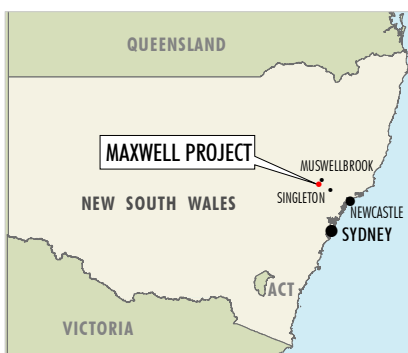 QUEENSLAND
MAXWELL PROJECT
MUSWELLBROOK
SINGLETON
NEW SOUTH WALES
NEWCASTLE
SYDNEY
ACT
VICTORIA